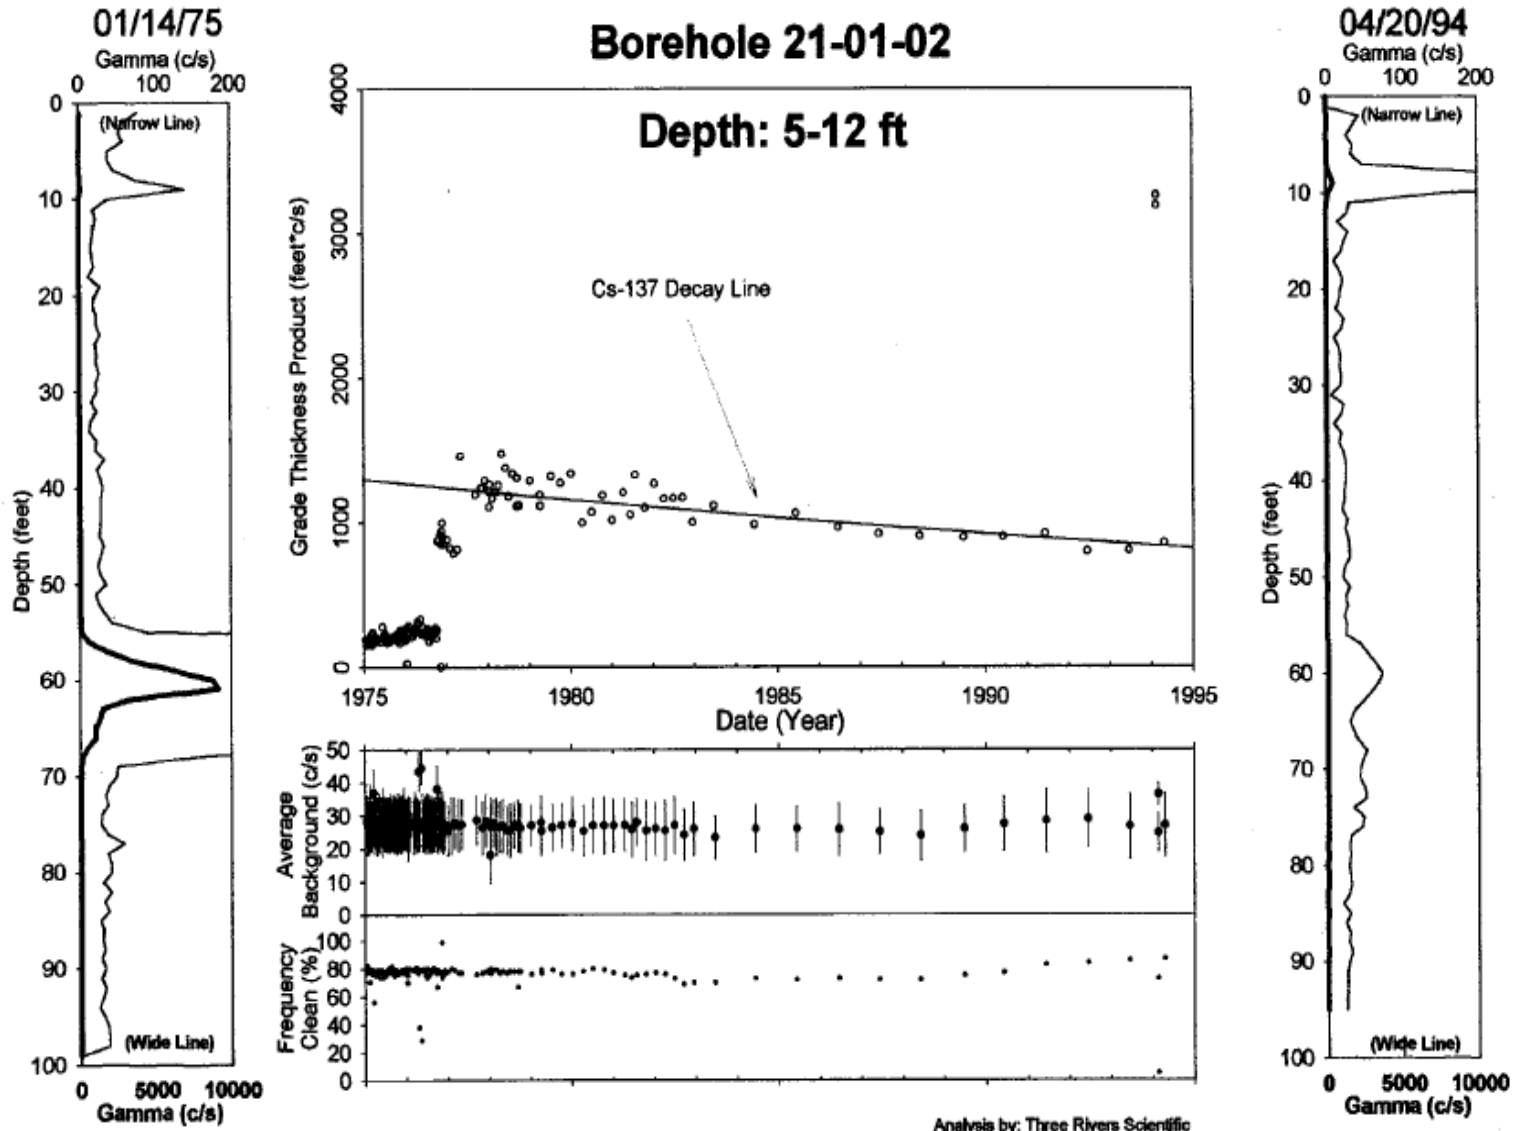 01/14/75
Gamma (c/s)
0 100 200
(Narrow Line)
0
10
20
30
40
50
60
70
80
90
100
Depth (feet)
(Wide Line)
0 5000 10000
Gamma (c/s)
Borehole 21-01-02
Depth: 5-12 ft
Cs-137 Decay Line
Grade Thickness Product (feet*c/s)
4000
3000
2000
1000
0
1975 1980 1985 1990 1995
Date (Year)
Average
Background (c/s)
50
40
30
20
10
0
Frequency
Clean (%)
100
80
60
40
20
0
Analysis by: Three Rivers Scientific
04/20/94
Gamma (c/s)
0 100 200
(Narrow Line)
0
10
20
30
40
50
60
70
80
90
100
Depth (feet)
(Wide Line)
0 5000 10000
Gamma (c/s)